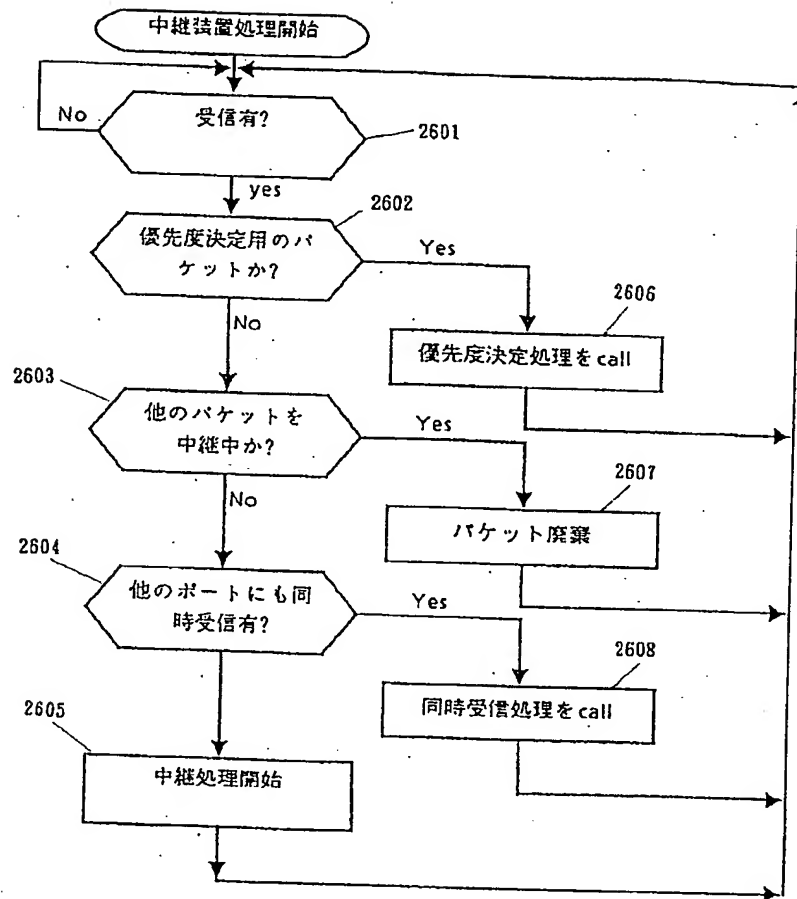 中継装置処理開始
受信有?
No
2601
yes
2602
優先度決定用のパ
ケットか?
Yes
No
2606
優先度決定処理をcall
2603
他のパケットを
中継中か?
Yes
No
2607
パケット廃棄
2604
他のポートにも同
時受信有?
Yes
2608
同時受信処理をcall
2605
中継処理開始